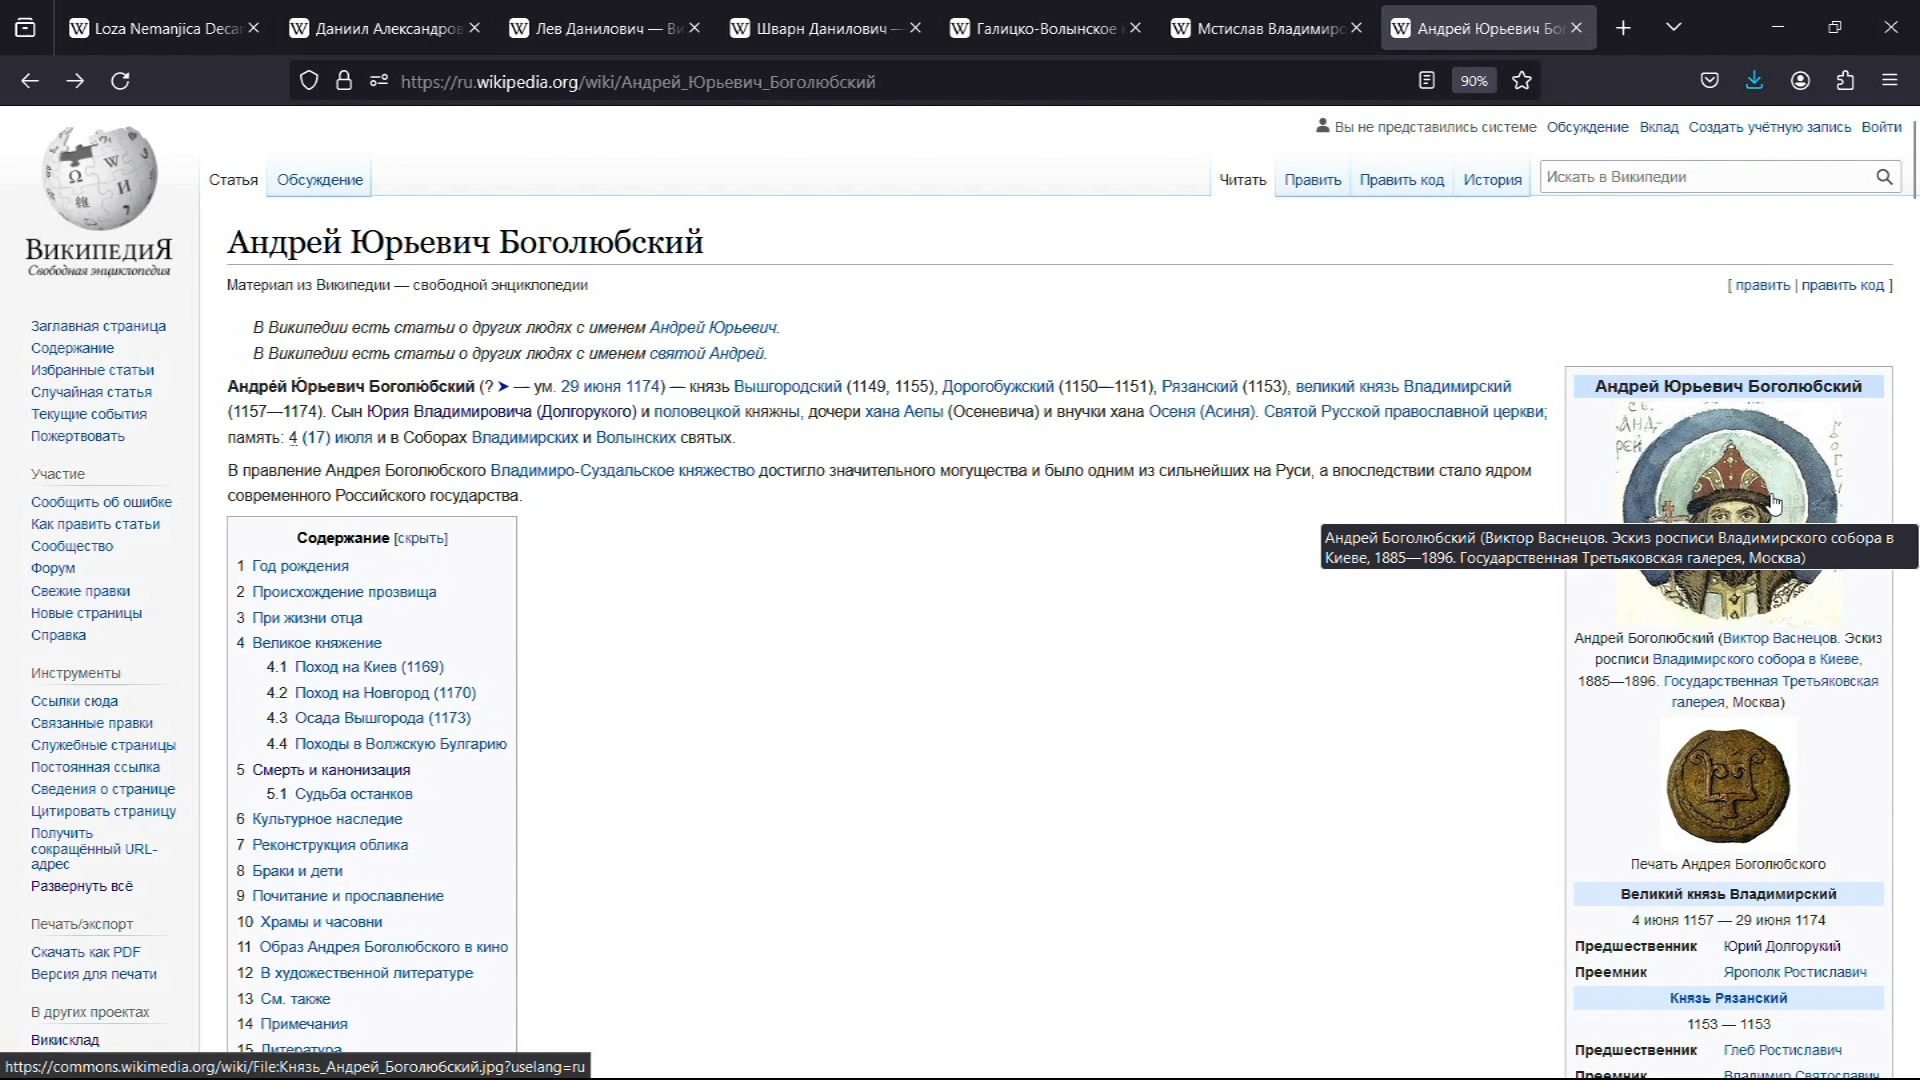 Loza Nemanjica Decan
Даниил Александров
Лев Данилович — Ви
Шварн Данилович —
Галицко-Волынское к
Мстислав Владимиро
Андрей Юрьевич Бог
https://ru.wikipedia.org/wiki/Андрей_Юрьевич_Боголюбский
90%
Вы не представились системе Обсуждение Вклад Создать учётную запись Войти
Статья Обсуждение
Читать Править Править код История
Искать в Википедии
ВикипедиЯ
Свободная энциклопедия
Заглавная страница
Содержание
Избранные статьи
Случайная статья
Текущие события
Пожертвовать
Участие
Сообщить об ошибке
Как править статьи
Сообщество
Форум
Свежие правки
Новые страницы
Справка
Инструменты
Ссылки сюда
Связанные правки
Служебные страницы
Постоянная ссылка
Сведения о странице
Цитировать страницу
Получить
сокращённый URL-
адрес
Развернуть всё
Печать/экспорт
Скачать как PDF
Версия для печати
В других проектах
Викисклад
Андрей Юрьевич Боголюбский
Материал из Википедии — свободной энциклопедии
[ править | править код ]
В Википедии есть статьи о других людях с именем Андрей Юрьевич.
В Википедии есть статьи о других людях с именем святой Андрей.
Андре́й Ю́рьевич Боголю́бский (? ➤ — ум. 29 июня 1174) — князь Вышгородский (1149, 1155), Дорогобужский (1150—1151), Рязанский (1153), великий князь Владимирский
(1157—1174). Сын Юрия Владимировича (Долгорукого) и половецкой княжны, дочери хана Аепы (Осеневича) и внучки хана Осеня (Асиня). Святой Русской православной церкви;
память: 4 (17) июля и в Соборах Владимирских и Волынских святых.
В правление Андрея Боголюбского Владимиро-Суздальское княжество достигло значительного могущества и было одним из сильнейших на Руси, а впоследствии стало ядром
современного Российского государства.
Содержание [скрыть]
1 Год рождения
2 Происхождение прозвища
3 При жизни отца
4 Великое княжение
4.1 Поход на Киев (1169)
4.2 Поход на Новгород (1170)
4.3 Осада Вышгорода (1173)
4.4 Походы в Волжскую Булгарию
5 Смерть и канонизация
5.1 Судьба останков
6 Культурное наследие
7 Реконструкция облика
8 Браки и дети
9 Почитание и прославление
10 Храмы и часовни
11 Образ Андрея Боголюбского в кино
12 В художественной литературе
13 См. также
14 Примечания
15 Литература
Андрей Юрьевич Боголюбский
Андрей Боголюбский (Виктор Васнецов. Эскиз росписи Владимирского собора в
Киеве, 1885—1896. Государственная Третьяковская галерея, Москва)
Андрей Боголюбский (Виктор Васнецов. Эскиз
росписи Владимирского собора в Киеве,
1885—1896. Государственная Третьяковская
галерея, Москва)
Печать Андрея Боголюбского
Великий князь Владимирский
4 июня 1157 — 29 июня 1174
Предшественник Юрий Долгорукий
Преемник Ярополк Ростиславич
Князь Рязанский
1153 — 1153
Предшественник Глеб Ростиславич
Преемник Владимир Святославич
https://commons.wikimedia.org/wiki/File:Князь_Андрей_Боголюбский.jpg?uselang=ru